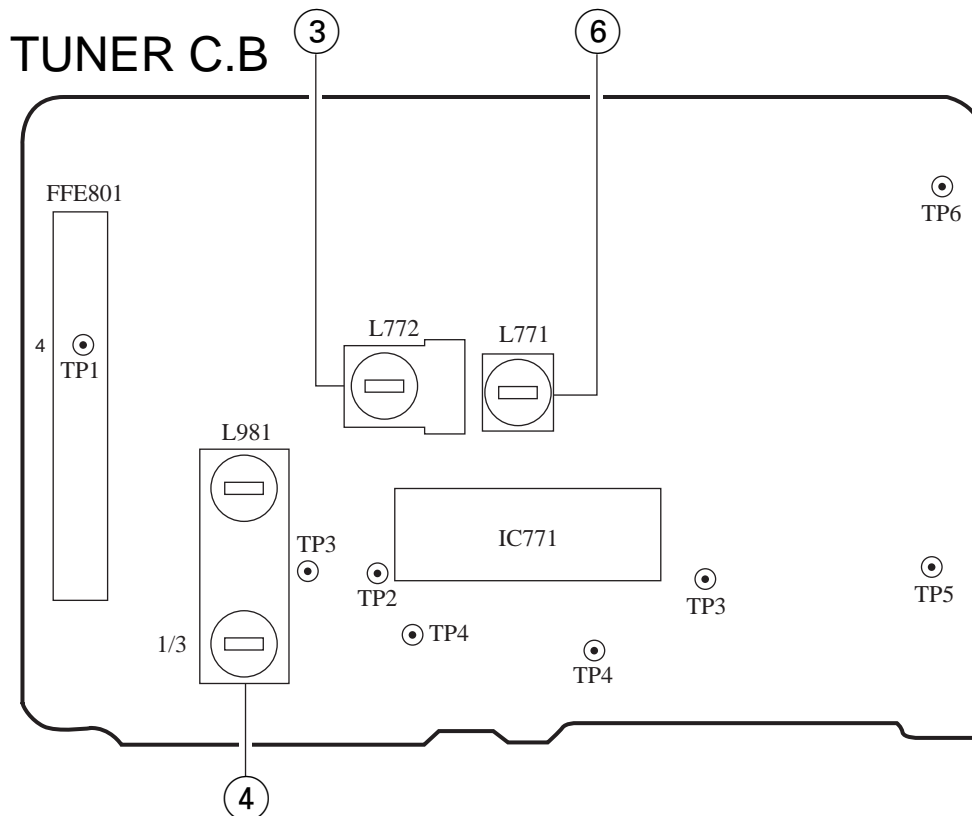 3
6
TUNER C.B
FFE801
TP6
4
TP1
L772
L771
L981
IC771
TP3
TP2
TP3
TP5
1/3
TP4
TP4
4